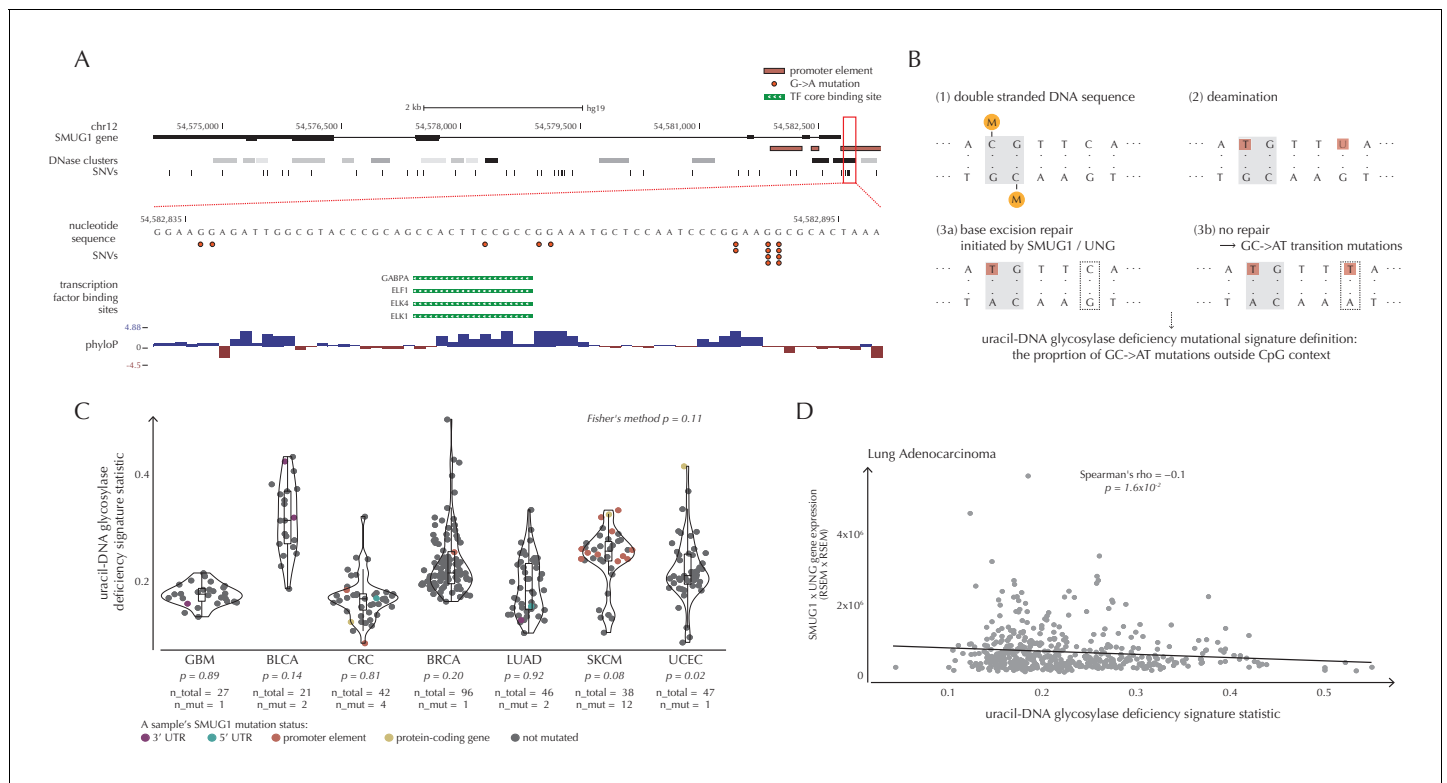 A
promoter element
G->A mutation
TF core binding site
2 kb
hg19
chr12
54,575,000
54,576,500
54,578,000
54,579,500
54,581,000
54,582,500
SMUG1 gene
DNase clusters
SNVs
54,582,835
54,582,895
nucleotide
sequence
G G A A G G A G A T T G G C G T A C C C G C A G C C A C T T C C G C C G G A A A T G C T C C A A T C C C G G A A G G C G C A C T A A A
SNVs
GABPA
ELF1
ELK4
ELK1
transcription
factor binding
sites
4.88
phyloP
0
-4.5
B
(1) double stranded DNA sequence
M
··· A C G T T C A ···
··· T G C A A G T ···
M
(2) deamination
··· A T G T T U A ···
··· T G C A A G T ···
(3a) base excision repair
initiated by SMUG1 / UNG
··· A T G T T C A ···
··· T A C A A G T ···
(3b) no repair
→ GC->AT transition mutations
··· A T G T T T A ···
··· T A C A A A T ···
uracil-DNA glycosylase deficiency mutational signature definition:
the proprtion of GC->AT mutations outside CpG context
C
Fisher's method p = 0.11
uracil-DNA glycosylase
deficiency signature statistic
0.4
0.2
GBM BLCA CRC BRCA LUAD SKCM UCEC
p = 0.89 p = 0.14 p = 0.81 p = 0.20 p = 0.92 p = 0.08 p = 0.02
n_total = 27 n_total = 21 n_total = 42 n_total = 96 n_total = 46 n_total = 38 n_total = 47
n_mut = 1 n_mut = 2 n_mut = 4 n_mut = 1 n_mut = 2 n_mut = 12 n_mut = 1
A sample's SMUG1 mutation status:
3' UTR 5' UTR promoter element protein-coding gene not mutated
D
Lung Adenocarcinoma
Spearman's rho = −0.1
p = 1.6x10⁻²
SMUG1 x UNG gene expression
(RSEM x RSEM)
4x10⁶
2x10⁶
0
0.1 0.2 0.3 0.4 0.5
uracil-DNA glycosylase deficiency signature statistic